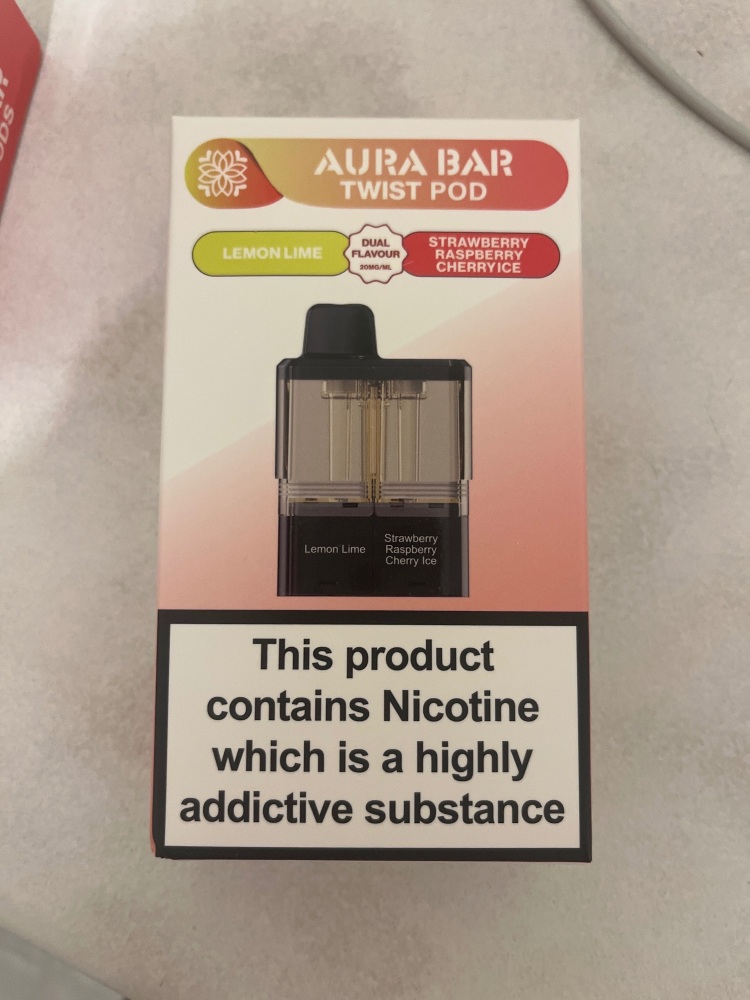 AURA BAR
TWIST POD
LEMON LIME
DUAL
FLAVOUR
20MG/ML
STRAWBERRY
RASPBERRY
CHERRY ICE
Lemon Lime
Strawberry
Raspberry
Cherry Ice
This product
contains Nicotine
which is a highly
addictive substance